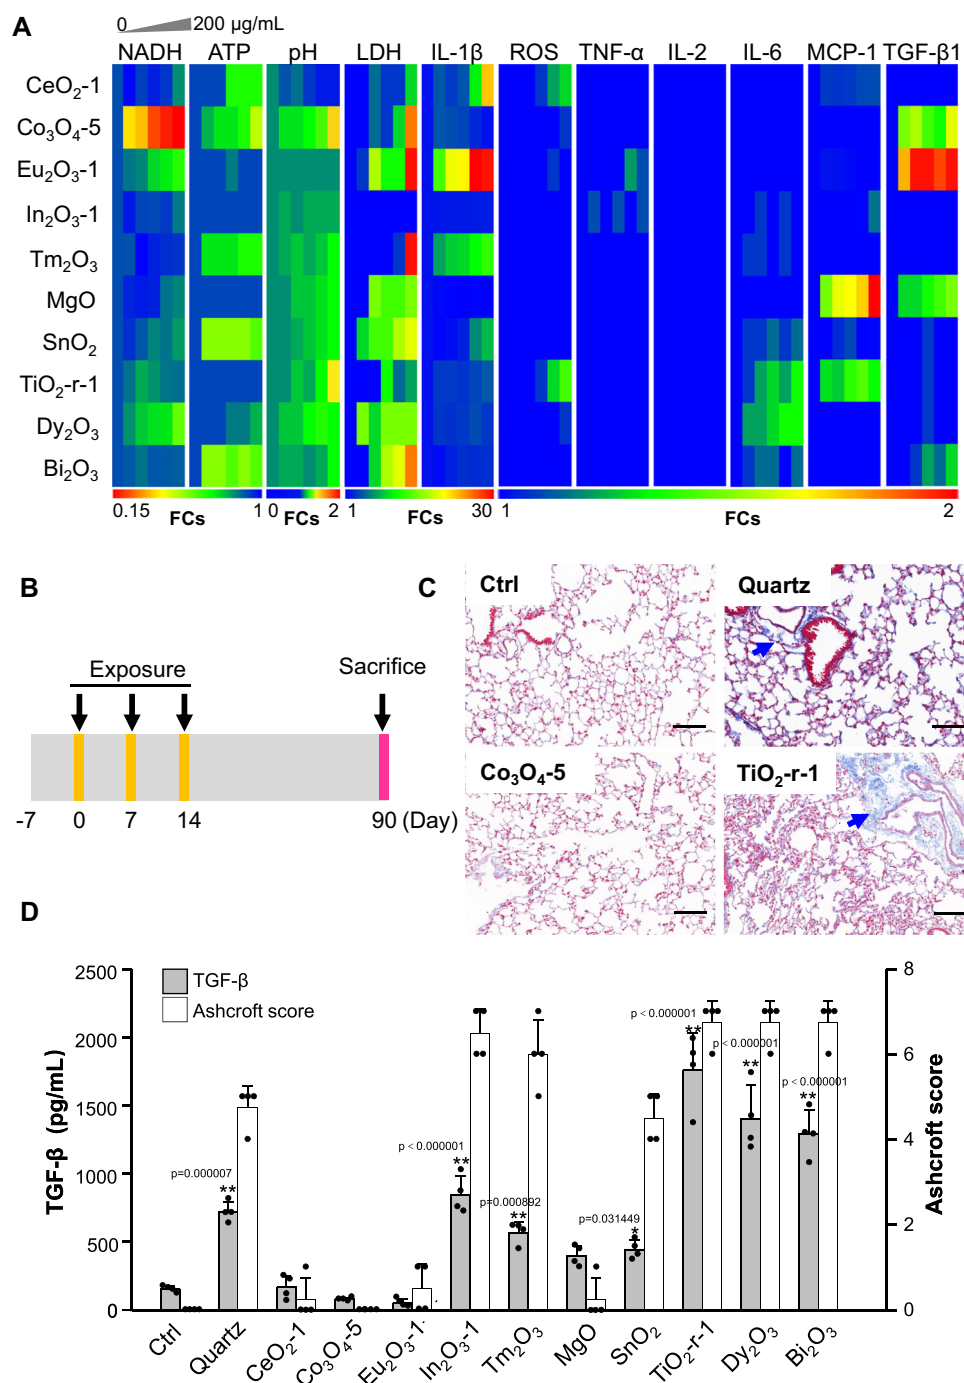 A
0 200 µg/mL
NADH ATP pH LDH IL-1β ROS TNF-α IL-2 IL-6 MCP-1 TGF-β1
CeO₂-1
Co₃O₄-5
Eu₂O₃-1
In₂O₃-1
Tm₂O₃
MgO
SnO₂
TiO₂-r-1
Dy₂O₃
Bi₂O₃
0.15 FCs 1 0 FCs 2 1 FCs 30 1 FCs 2
B
Exposure Sacrifice
-7 0 7 14 90 (Day)
C
Ctrl Quartz
Co₃O₄-5 TiO₂-r-1
D
TGF-β
Ashcroft score
TGF-β (pg/mL)
2500
2000
1500
1000
500
0
Ashcroft score
8
6
4
2
0
p=0.000007
**
p < 0.000001
**
p=0.000892
**
p=0.031449
*
p < 0.000001
**
p < 0.000001
**
p < 0.000001
**
Ctrl Quartz CeO₂-1 Co₃O₄-5 Eu₂O₃-1 In₂O₃-1 Tm₂O₃ MgO SnO₂ TiO₂-r-1 Dy₂O₃ Bi₂O₃